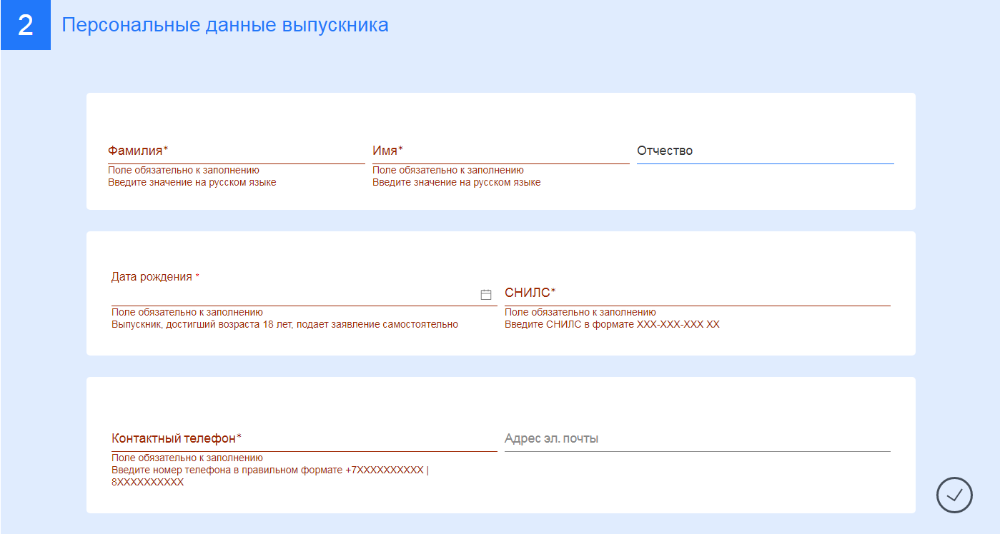 2
Персональные данные выпускника
Фамилия*
Имя*
Отчество
Поле обязательно к заполнению
Введите значение на русском языке
Поле обязательно к заполнению
Введите значение на русском языке
Дата рождения *
СНИЛС*
Поле обязательно к заполнению
Выпускник, достигший возраста 18 лет, подает заявление самостоятельно
Поле обязательно к заполнению
Введите СНИЛС в формате XXX-XXX-XXX XX
Контактный телефон*
Адрес эл. почты
Поле обязательно к заполнению
Введите номер телефона в правильном формате +7XXXXXXXXXX |
8XXXXXXXXXX